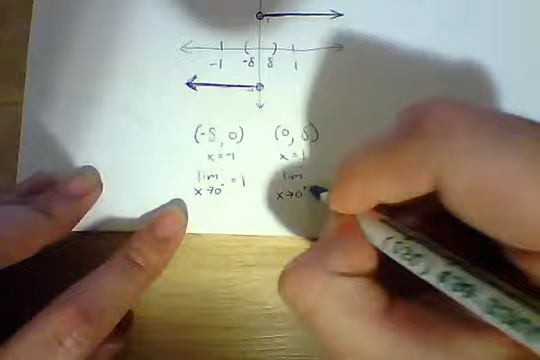 -1 -δ δ 1
(-δ, 0) (0, δ)
x = -1 x = 1
lim = 1 lim
x→0⁻ x→0⁺